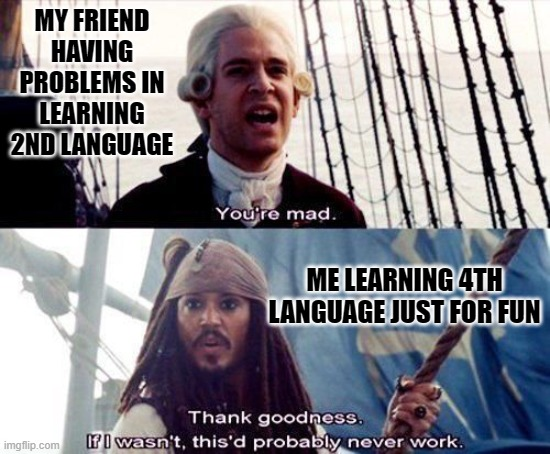 MY FRIEND
HAVING
PROBLEMS IN
LEARNING
2ND LANGUAGE
You're mad.
ME LEARNING 4TH
LANGUAGE JUST FOR FUN
Thank goodness.
If I wasn't, this'd probably never work.
imgflip.com